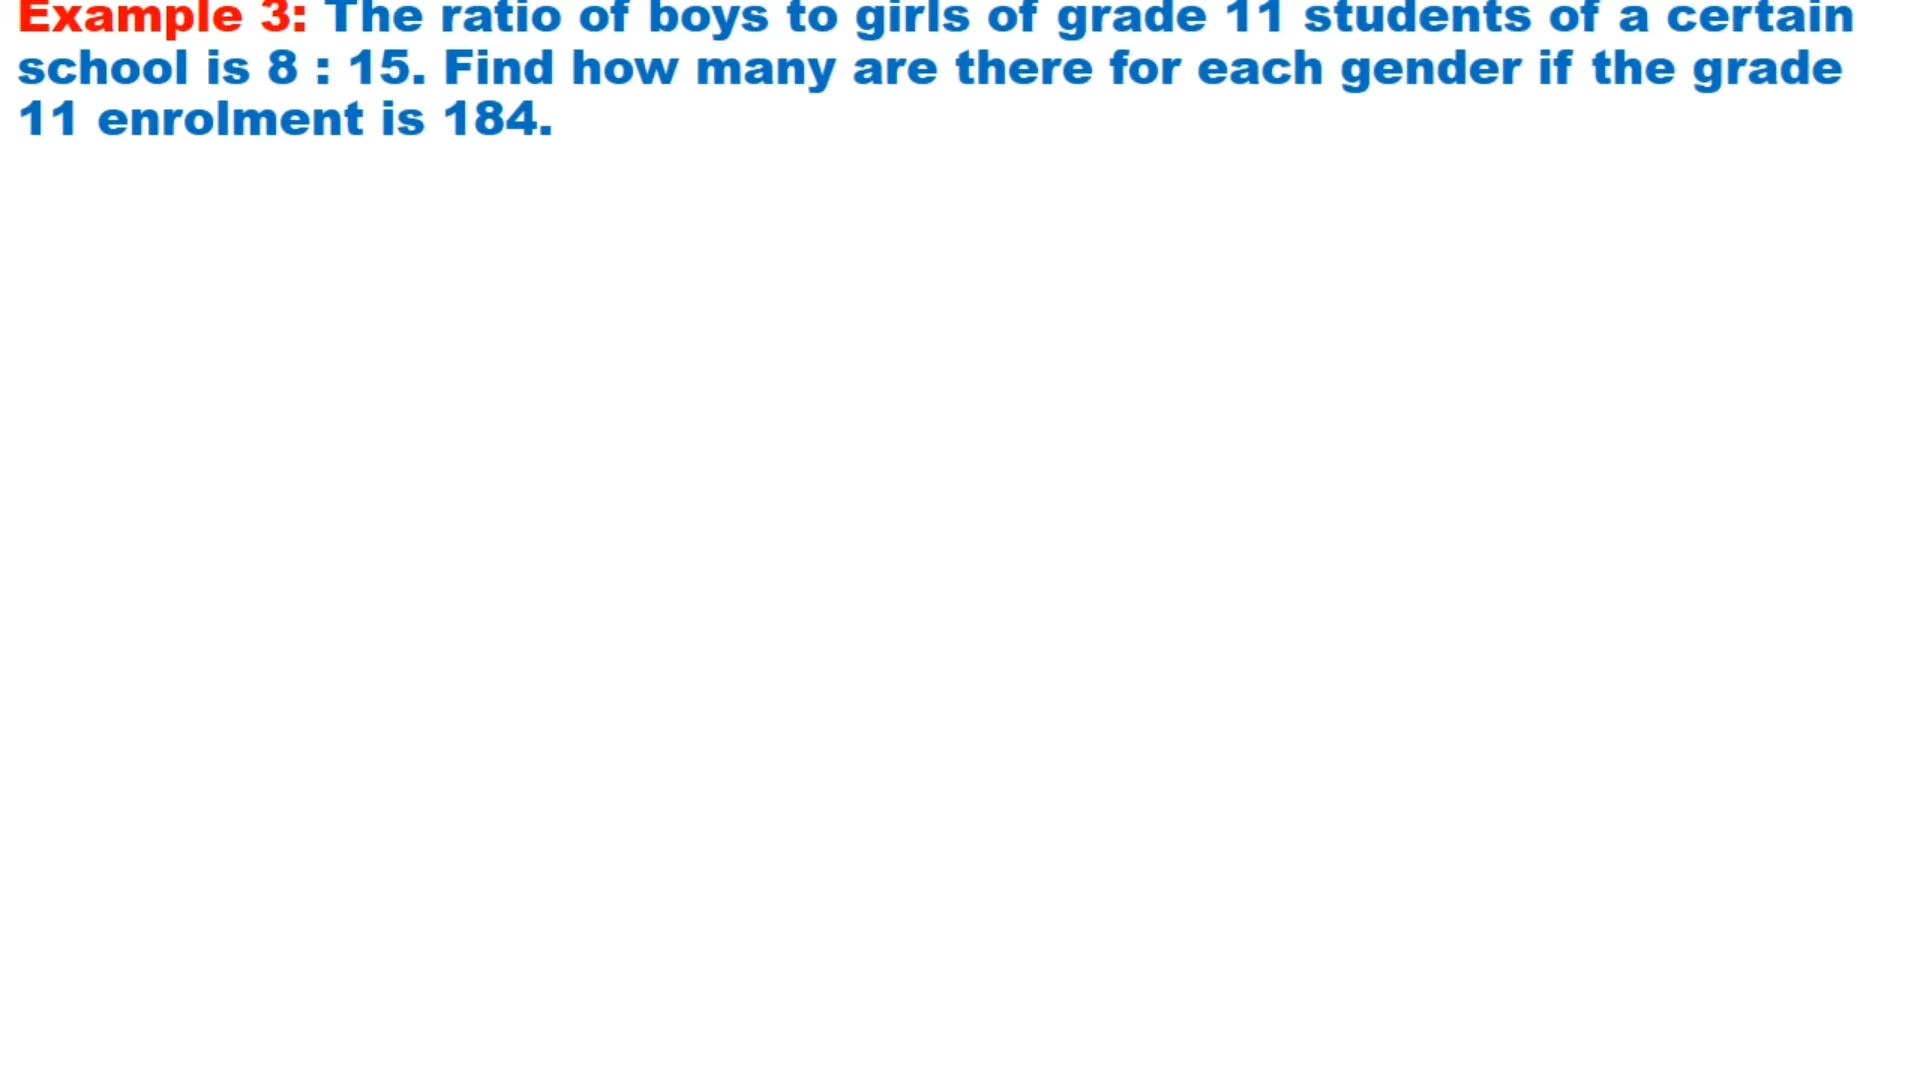 Example 3: The ratio of boys to girls of grade 11 students of a certain
school is 8 : 15. Find how many are there for each gender if the grade
11 enrolment is 184.